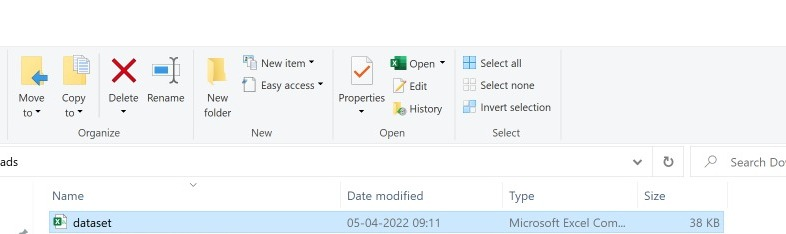 Move to
Copy to
Delete
Rename
New folder
New item
Easy access
Properties
Open
Edit
History
Select all
Select none
Invert selection
Organize
New
Open
Select
ads
Search Do
Name
Date modified
Type
Size
dataset
05-04-2022 09:11
Microsoft Excel Com...
38 KB